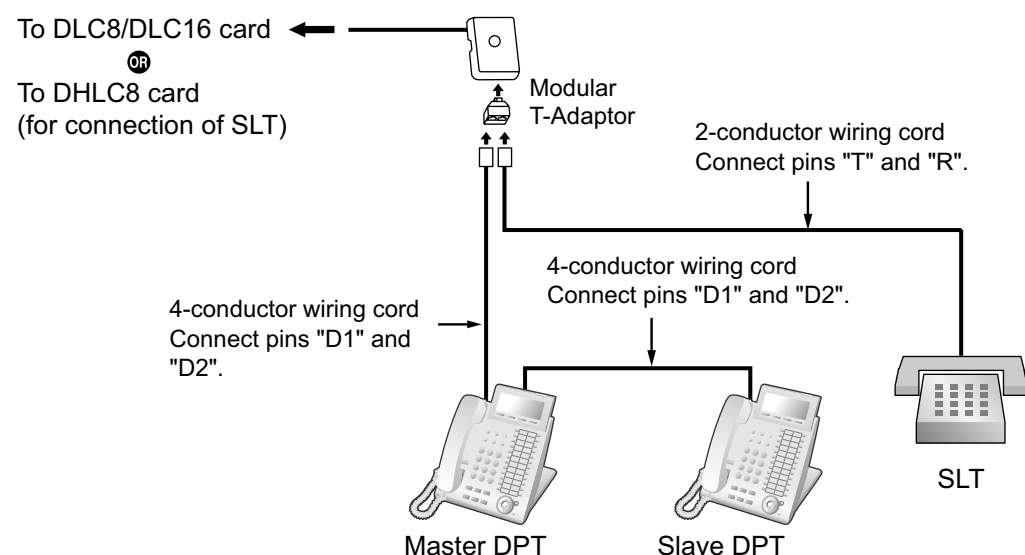 To DLC8/DLC16 card
OR
To DHLC8 card
(for connection of SLT)
Modular
T-Adaptor
2-conductor wiring cord
Connect pins "T" and "R".
4-conductor wiring cord
Connect pins "D1" and "D2".
4-conductor wiring cord
Connect pins "D1" and
"D2".
SLT
Master DPT
Slave DPT